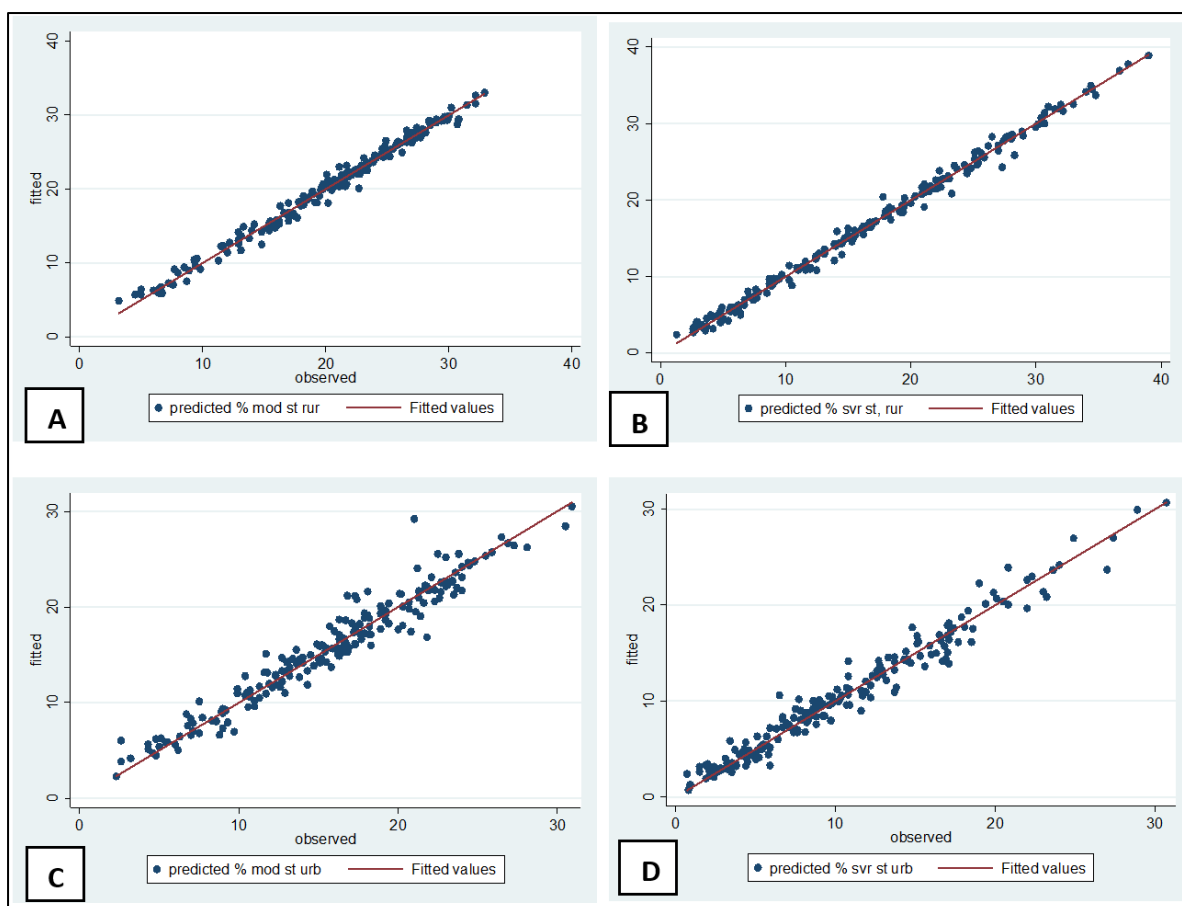 40
30
20
10
0
fitted
0 10 20 30 40
observed
predicted % mod st rur Fitted values
A
40
30
20
10
0
fitted
0 10 20 30 40
observed
predicted % svr st, rur Fitted values
B
30
20
10
0
fitted
0 10 20 30
observed
predicted % mod st urb Fitted values
C
30
20
10
0
fitted
0 10 20 30
observed
predicted % svr st urb Fitted values
D